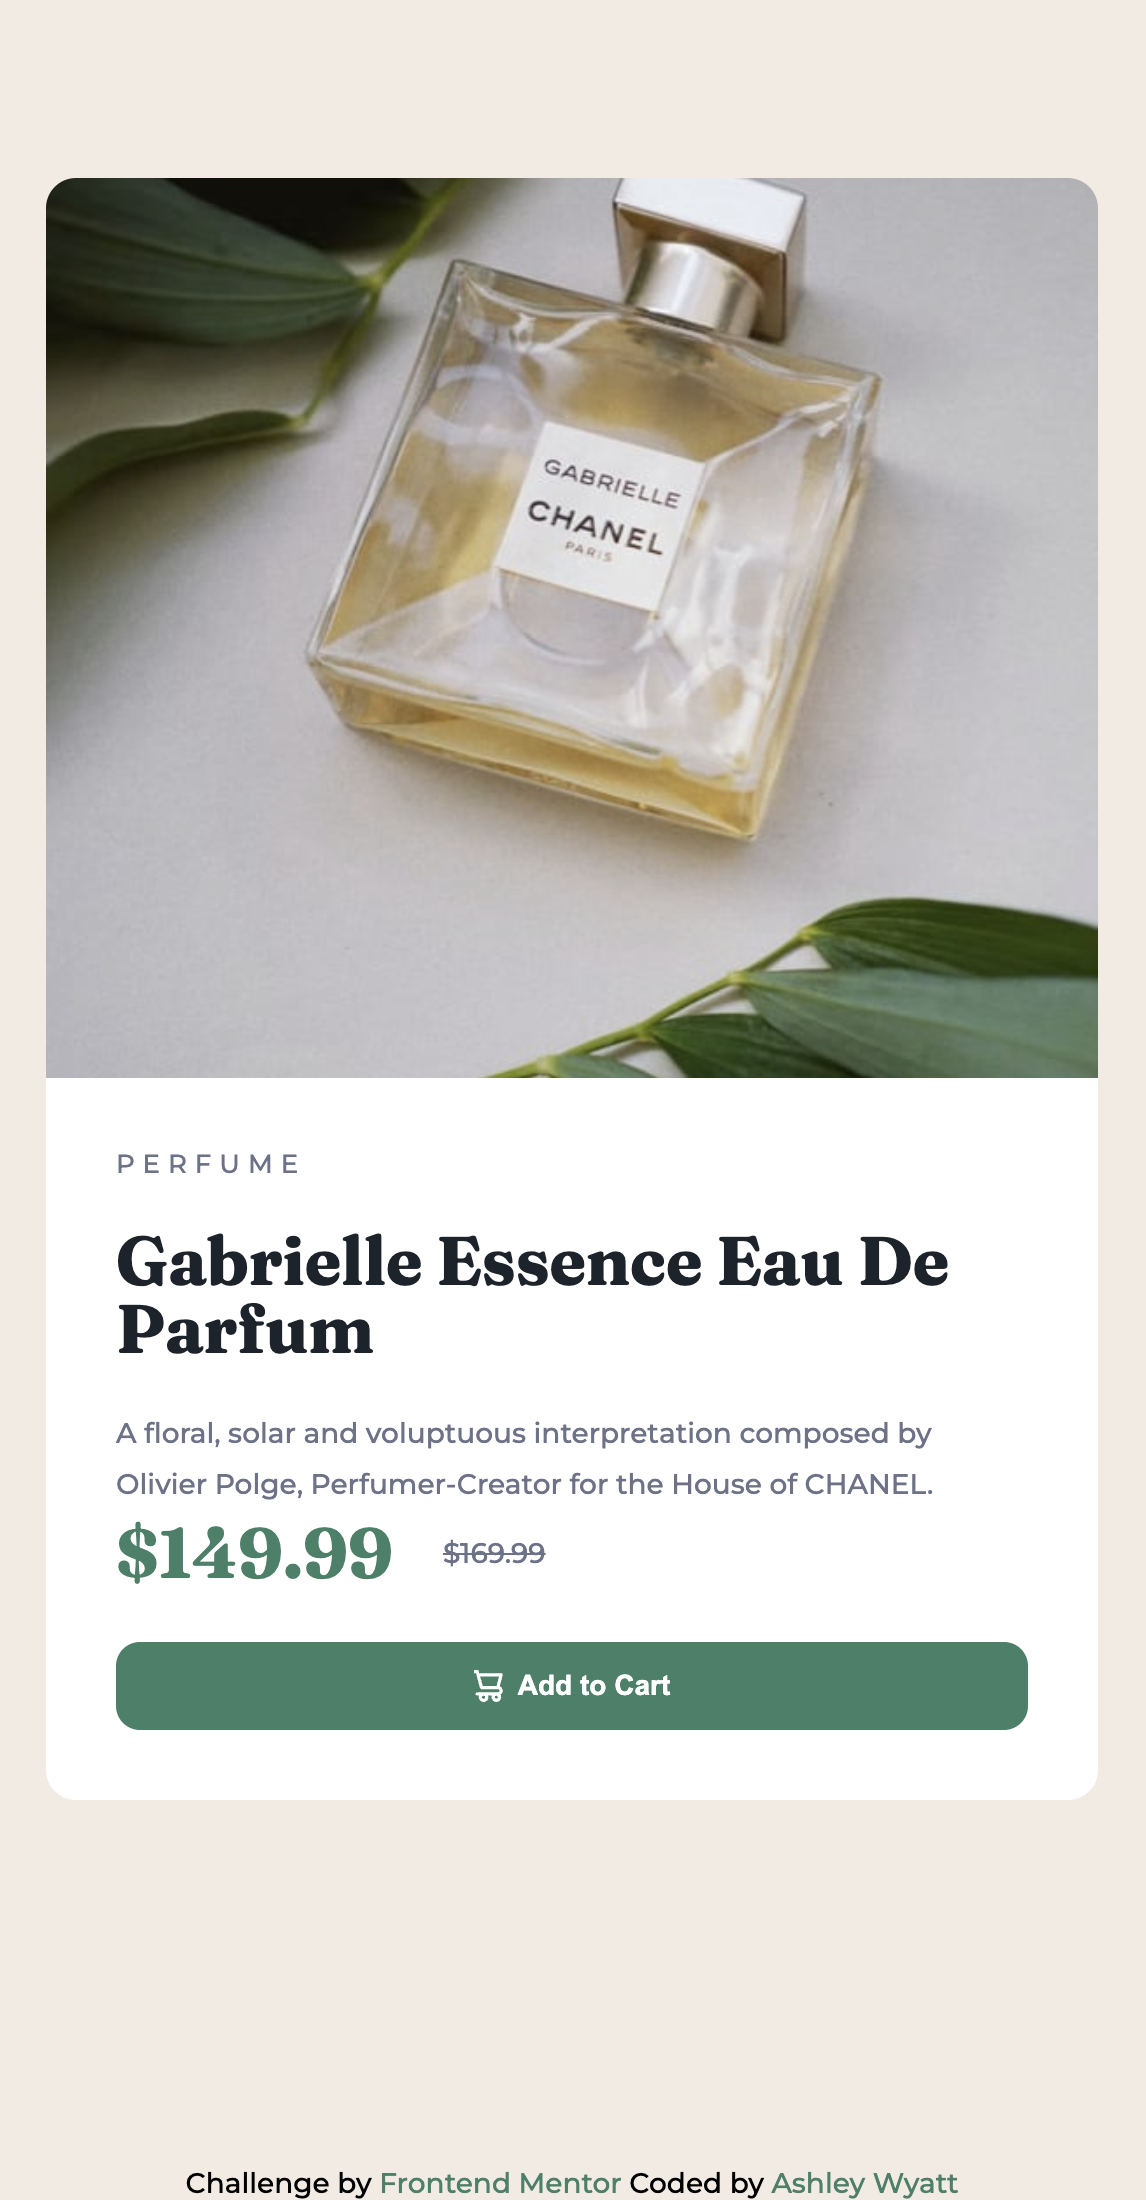 GABRIELLE
CHANEL
PARIS
PERFUME
Gabrielle Essence Eau De
Parfum
A floral, solar and voluptuous interpretation composed by
Olivier Polge, Perfumer-Creator for the House of CHANEL.
$149.99 $169.99
Add to Cart
Challenge by Frontend Mentor Coded by Ashley Wyatt